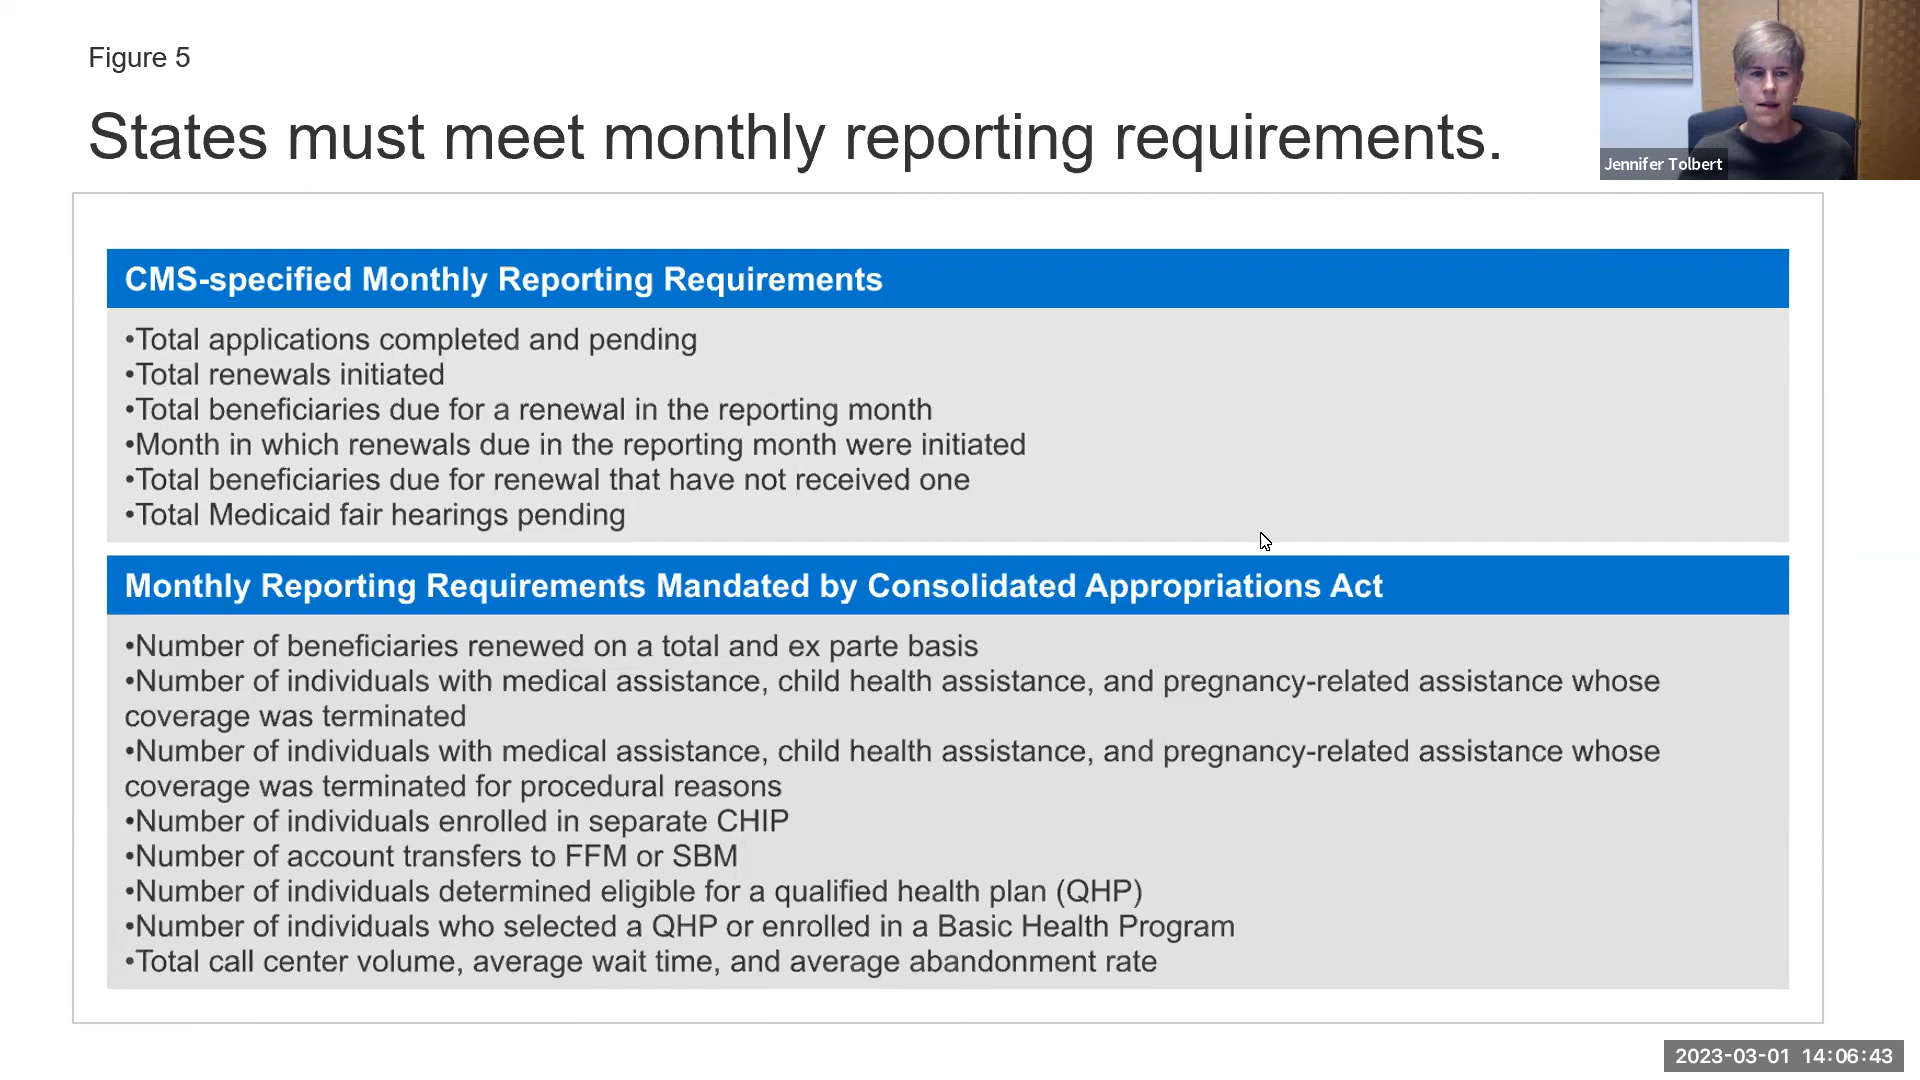 Figure 5
States must meet monthly reporting requirements.
Jennifer Tolbert
CMS-specified Monthly Reporting Requirements
•Total applications completed and pending
•Total renewals initiated
•Total beneficiaries due for a renewal in the reporting month
•Month in which renewals due in the reporting month were initiated
•Total beneficiaries due for renewal that have not received one
•Total Medicaid fair hearings pending
Monthly Reporting Requirements Mandated by Consolidated Appropriations Act
•Number of beneficiaries renewed on a total and ex parte basis
•Number of individuals with medical assistance, child health assistance, and pregnancy-related assistance whose
coverage was terminated
•Number of individuals with medical assistance, child health assistance, and pregnancy-related assistance whose
coverage was terminated for procedural reasons
•Number of individuals enrolled in separate CHIP
•Number of account transfers to FFM or SBM
•Number of individuals determined eligible for a qualified health plan (QHP)
•Number of individuals who selected a QHP or enrolled in a Basic Health Program
•Total call center volume, average wait time, and average abandonment rate
2023-03-01 14:06:43